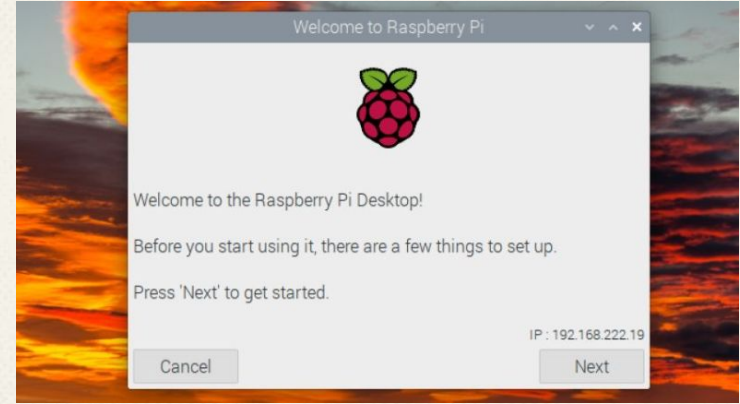 Welcome to Raspberry Pi
Welcome to the Raspberry Pi Desktop!
Before you start using it, there are a few things to set up.
Press 'Next' to get started.
IP : 192.168.222.19
Cancel
Next